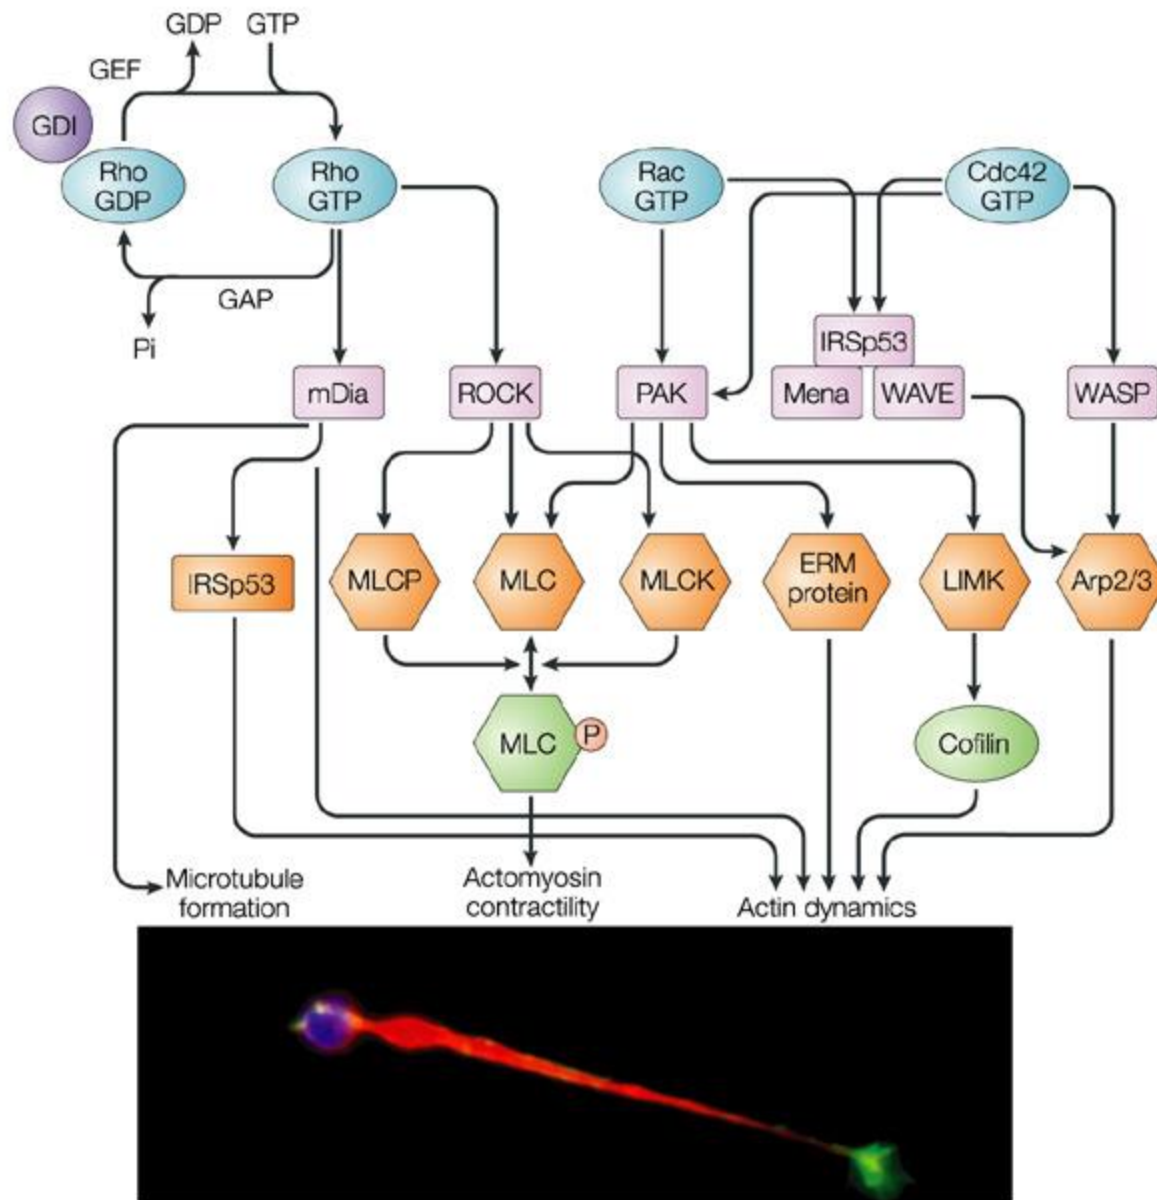 GDP
GTP
GEF
GDI
Rho
GDP
Rho
GTP
Rac
GTP
Cdc42
GTP
GAP
Pi
IRSp53
mDia
ROCK
PAK
Mena
WAVE
WASP
IRSp53
MLCP
MLC
MLCK
ERM
protein
LIMK
Arp2/3
MLC
P
Cofilin
Microtubule
formation
Actomyosin
contractility
Actin dynamics